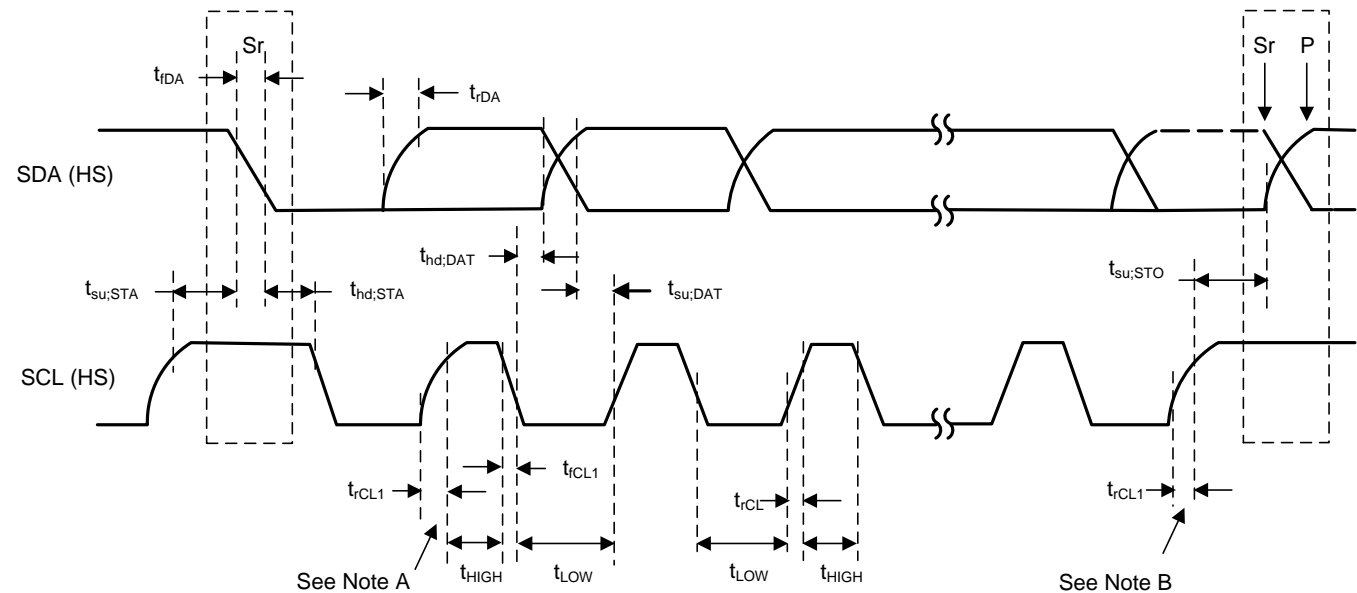 Sr
Sr P
tfDA
trDA
SDA (HS)
thd;DAT
tsu;STO
tsu;STA
thd;STA
tsu;DAT
SCL (HS)
tfCL1
trCL1
trCL
trCL1
tHIGH
tLOW
tLOW
tHIGH
See Note A
See Note B